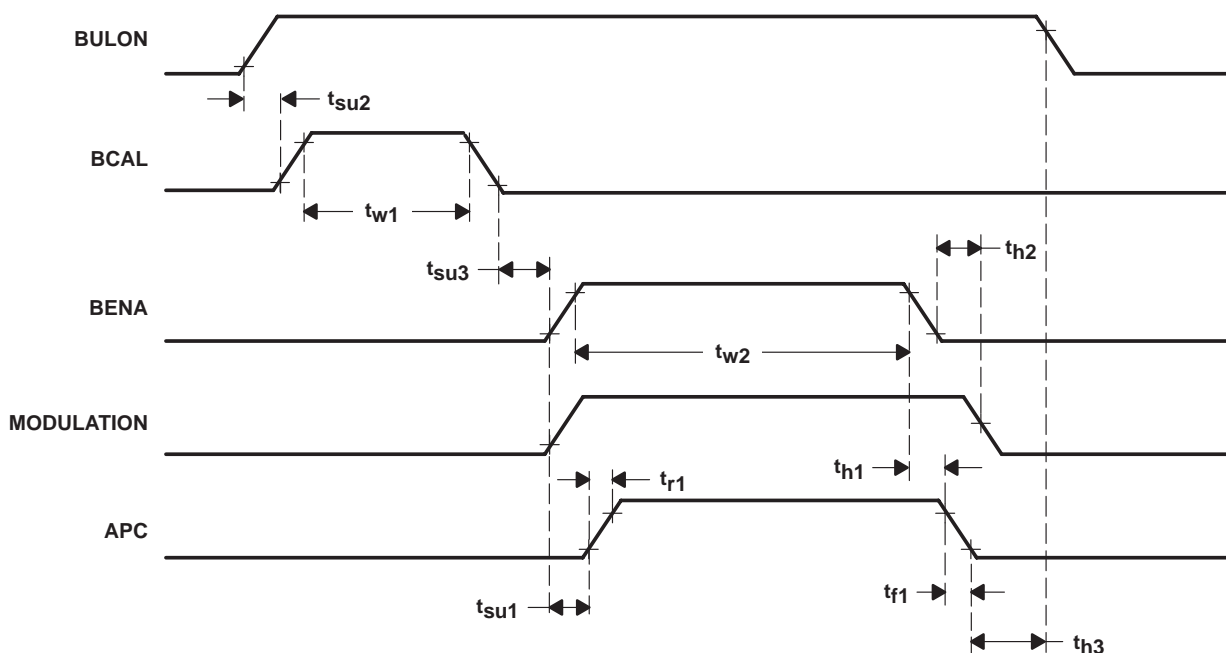 BULON
tsu2
BCAL
tw1
tsu3
th2
BENA
tw2
MODULATION
th1
tr1
APC
tsu1
tf1
th3